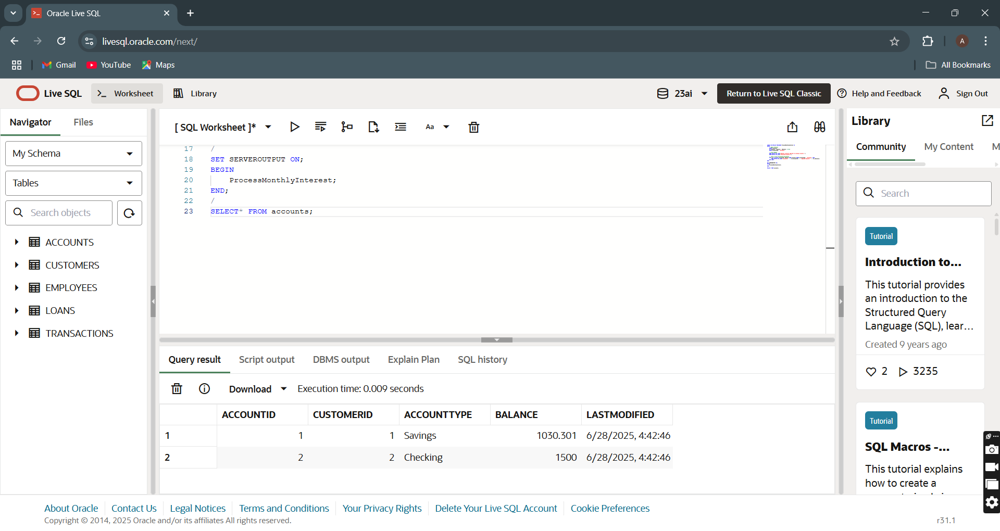 Oracle Live SQL
livesql.oracle.com/next/
A
Gmail
YouTube
Maps
All Bookmarks
Live SQL
Worksheet
Library
23ai
Return to Live SQL Classic
Help and Feedback
Sign Out
Navigator
Files
My Schema
Tables
Search objects
ACCOUNTS
CUSTOMERS
EMPLOYEES
LOANS
TRANSACTIONS
[ SQL Worksheet ]*
Aa
17 /
18 SET SERVEROUTPUT ON;
19 BEGIN
20 ProcessMonthlyInterest;
21 END;
22 /
23 SELECT* FROM accounts;
Query result
Script output
DBMS output
Explain Plan
SQL history
Download
Execution time: 0.009 seconds
ACCOUNTID CUSTOMERID ACCOUNTTYPE BALANCE LASTMODIFIED
1 1 1 Savings 1030.301 6/28/2025, 4:42:46
2 2 2 Checking 1500 6/28/2025, 4:42:46
Library
Community
My Content
M
Search
Tutorial
Introduction to...
This tutorial provides
an introduction to the
Structured Query
Language (SQL), lear...
Created 9 years ago
2 3235
Tutorial
SQL Macros -...
This tutorial explains
how to create a
About Oracle
Contact Us
Legal Notices
Terms and Conditions
Your Privacy Rights
Delete Your Live SQL Account
Cookie Preferences
Copyright © 2014, 2025 Oracle and/or its affiliates All rights reserved.
r31.1